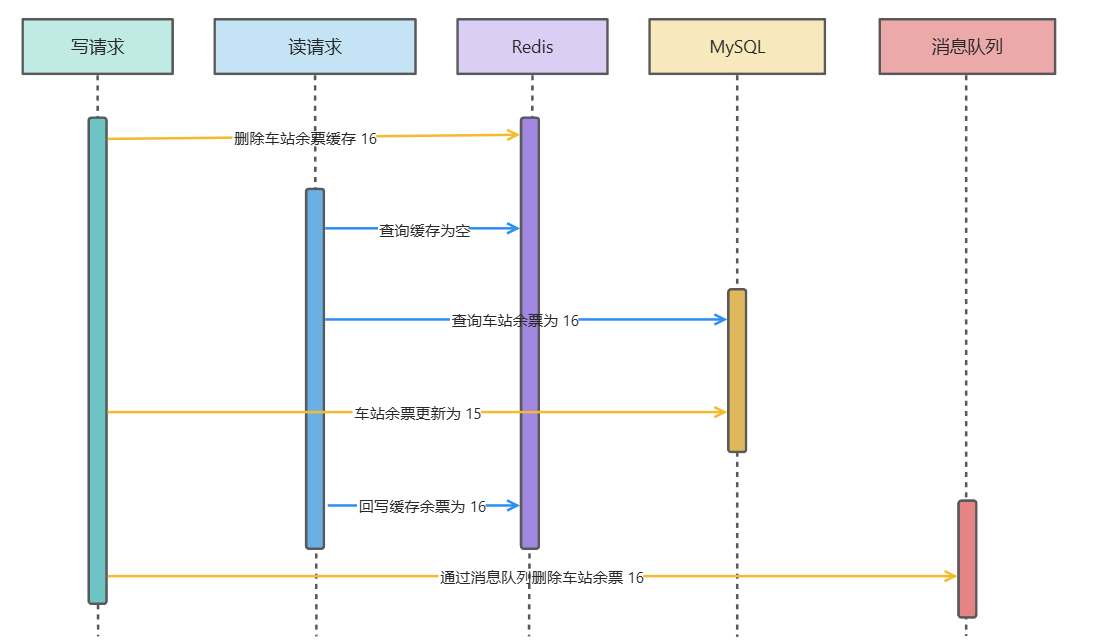 写请求
读请求
Redis
MySQL
消息队列
删除车站余票缓存 16
查询缓存为空
查询车站余票为 16
车站余票更新为 15
回写缓存余票为 16
通过消息队列删除车站余票 16